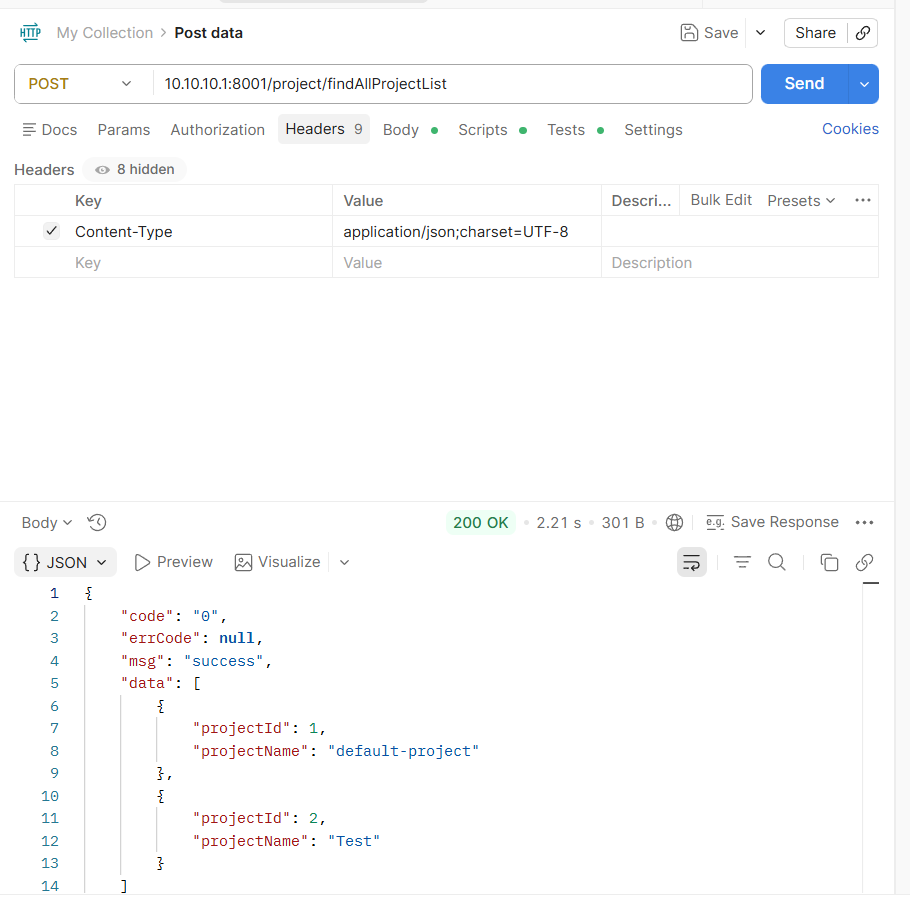 HTTP My Collection > Post data Save Share
POST 10.10.10.1:8001/project/findAllProjectList Send
Docs Params Authorization Headers 9 Body Scripts Tests Settings Cookies
Headers 8 hidden
Key Value Descri... Bulk Edit Presets
Content-Type application/json;charset=UTF-8
Key Value Description
Body 200 OK 2.21 s 301 B e.g. Save Response
{} JSON Preview Visualize
1 {
2 "code": "0",
3 "errCode": null,
4 "msg": "success",
5 "data": [
6 {
7 "projectId": 1,
8 "projectName": "default-project"
9 },
10 {
11 "projectId": 2,
12 "projectName": "Test"
13 }
14 ]